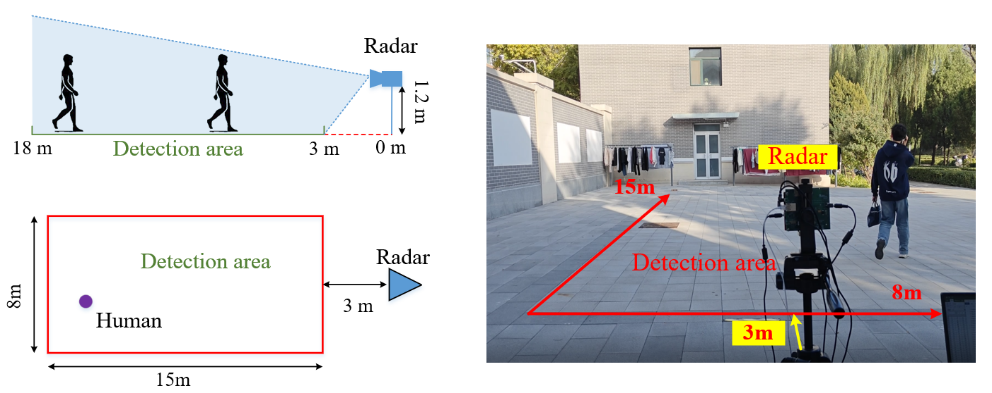 Radar
1.2 m
18 m
Detection area
3 m
0 m
8m
Detection area
Human
Radar
3 m
15m
Radar
15m
Detection area
8m
3m
66